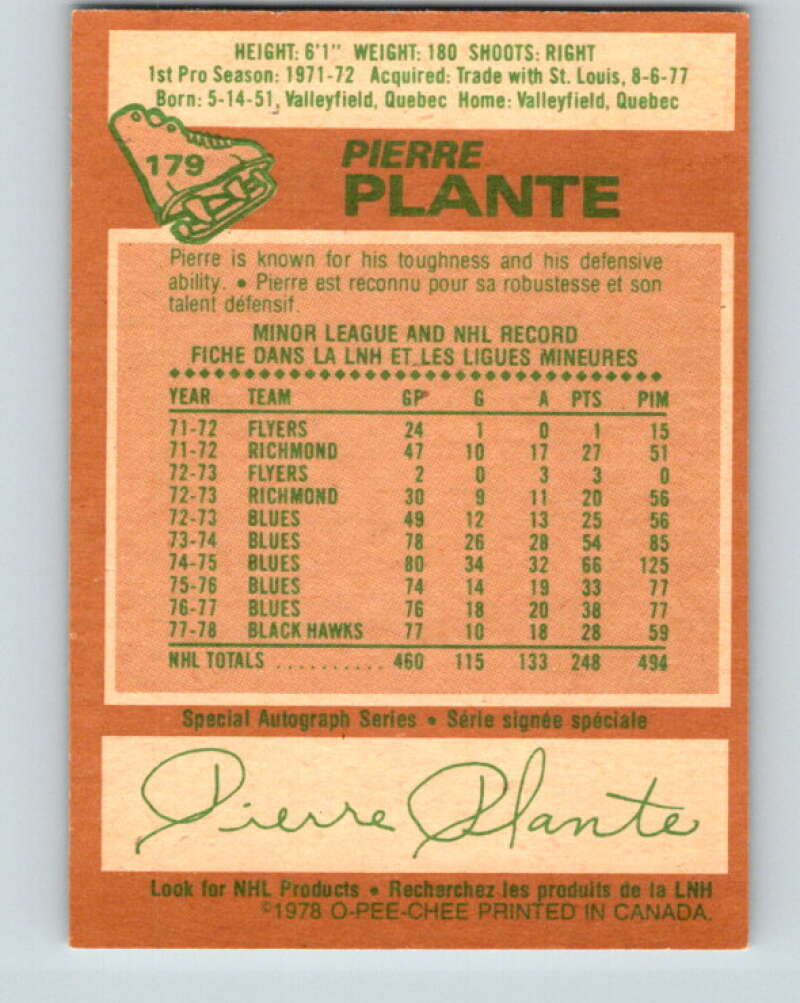 HEIGHT: 6'1" WEIGHT: 180 SHOOTS: RIGHT
1st Pro Season: 1971-72 Acquired: Trade with St. Louis, 8-6-77
Born: 5-14-51, Valleyfield, Quebec Home: Valleyfield, Quebec
179
PIERRE
PLANTE
Pierre is known for his toughness and his defensive
ability. • Pierre est reconnu pour sa robustesse et son
talent défensif.
MINOR LEAGUE AND NHL RECORD
FICHE DANS LA LNH ET LES LIGUES MINEURES
YEAR TEAM GP G A PTS PIM
71-72 FLYERS 24 1 0 1 15
71-72 RICHMOND 47 10 17 27 51
72-73 FLYERS 2 0 3 3 0
72-73 RICHMOND 30 9 11 20 56
72-73 BLUES 49 12 13 25 56
73-74 BLUES 78 26 28 54 85
74-75 BLUES 80 34 32 66 125
75-76 BLUES 74 14 19 33 77
76-77 BLUES 76 18 20 38 77
77-78 BLACK HAWKS 77 10 18 28 59
NHL TOTALS .......... 460 115 133 248 494
Special Autograph Series • Série signée spéciale
Pierre Plante
Look for NHL Products • Recherchez les produits de la LNH
©1978 O-PEE-CHEE PRINTED IN CANADA.